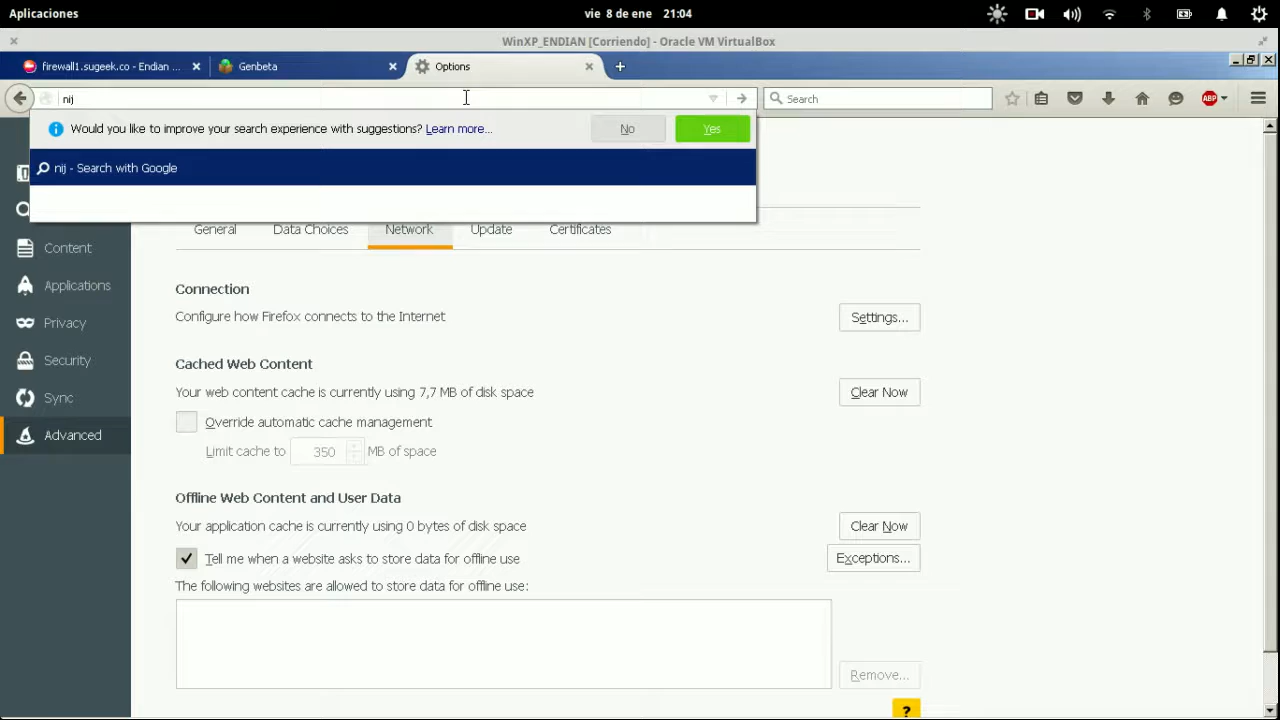 Aplicaciones
vie 8 de ene 21:04
WinXP_ENDIAN [Corriendo] - Oracle VM VirtualBox
firewall1.sugeek.co - Endian ...
Genbeta
Options
nij
Search
ABP
Would you like to improve your search experience with suggestions? Learn more...
No
Yes
nij - Search with Google
General
Data Choices
Network
Update
Certificates
Content
Applications
Privacy
Security
Sync
Advanced
Connection
Configure how Firefox connects to the Internet
Settings...
Cached Web Content
Your web content cache is currently using 7,7 MB of disk space
Clear Now
Override automatic cache management
Limit cache to 350 MB of space
Offline Web Content and User Data
Your application cache is currently using 0 bytes of disk space
Clear Now
Tell me when a website asks to store data for offline use
Exceptions...
The following websites are allowed to store data for offline use:
Remove...
?